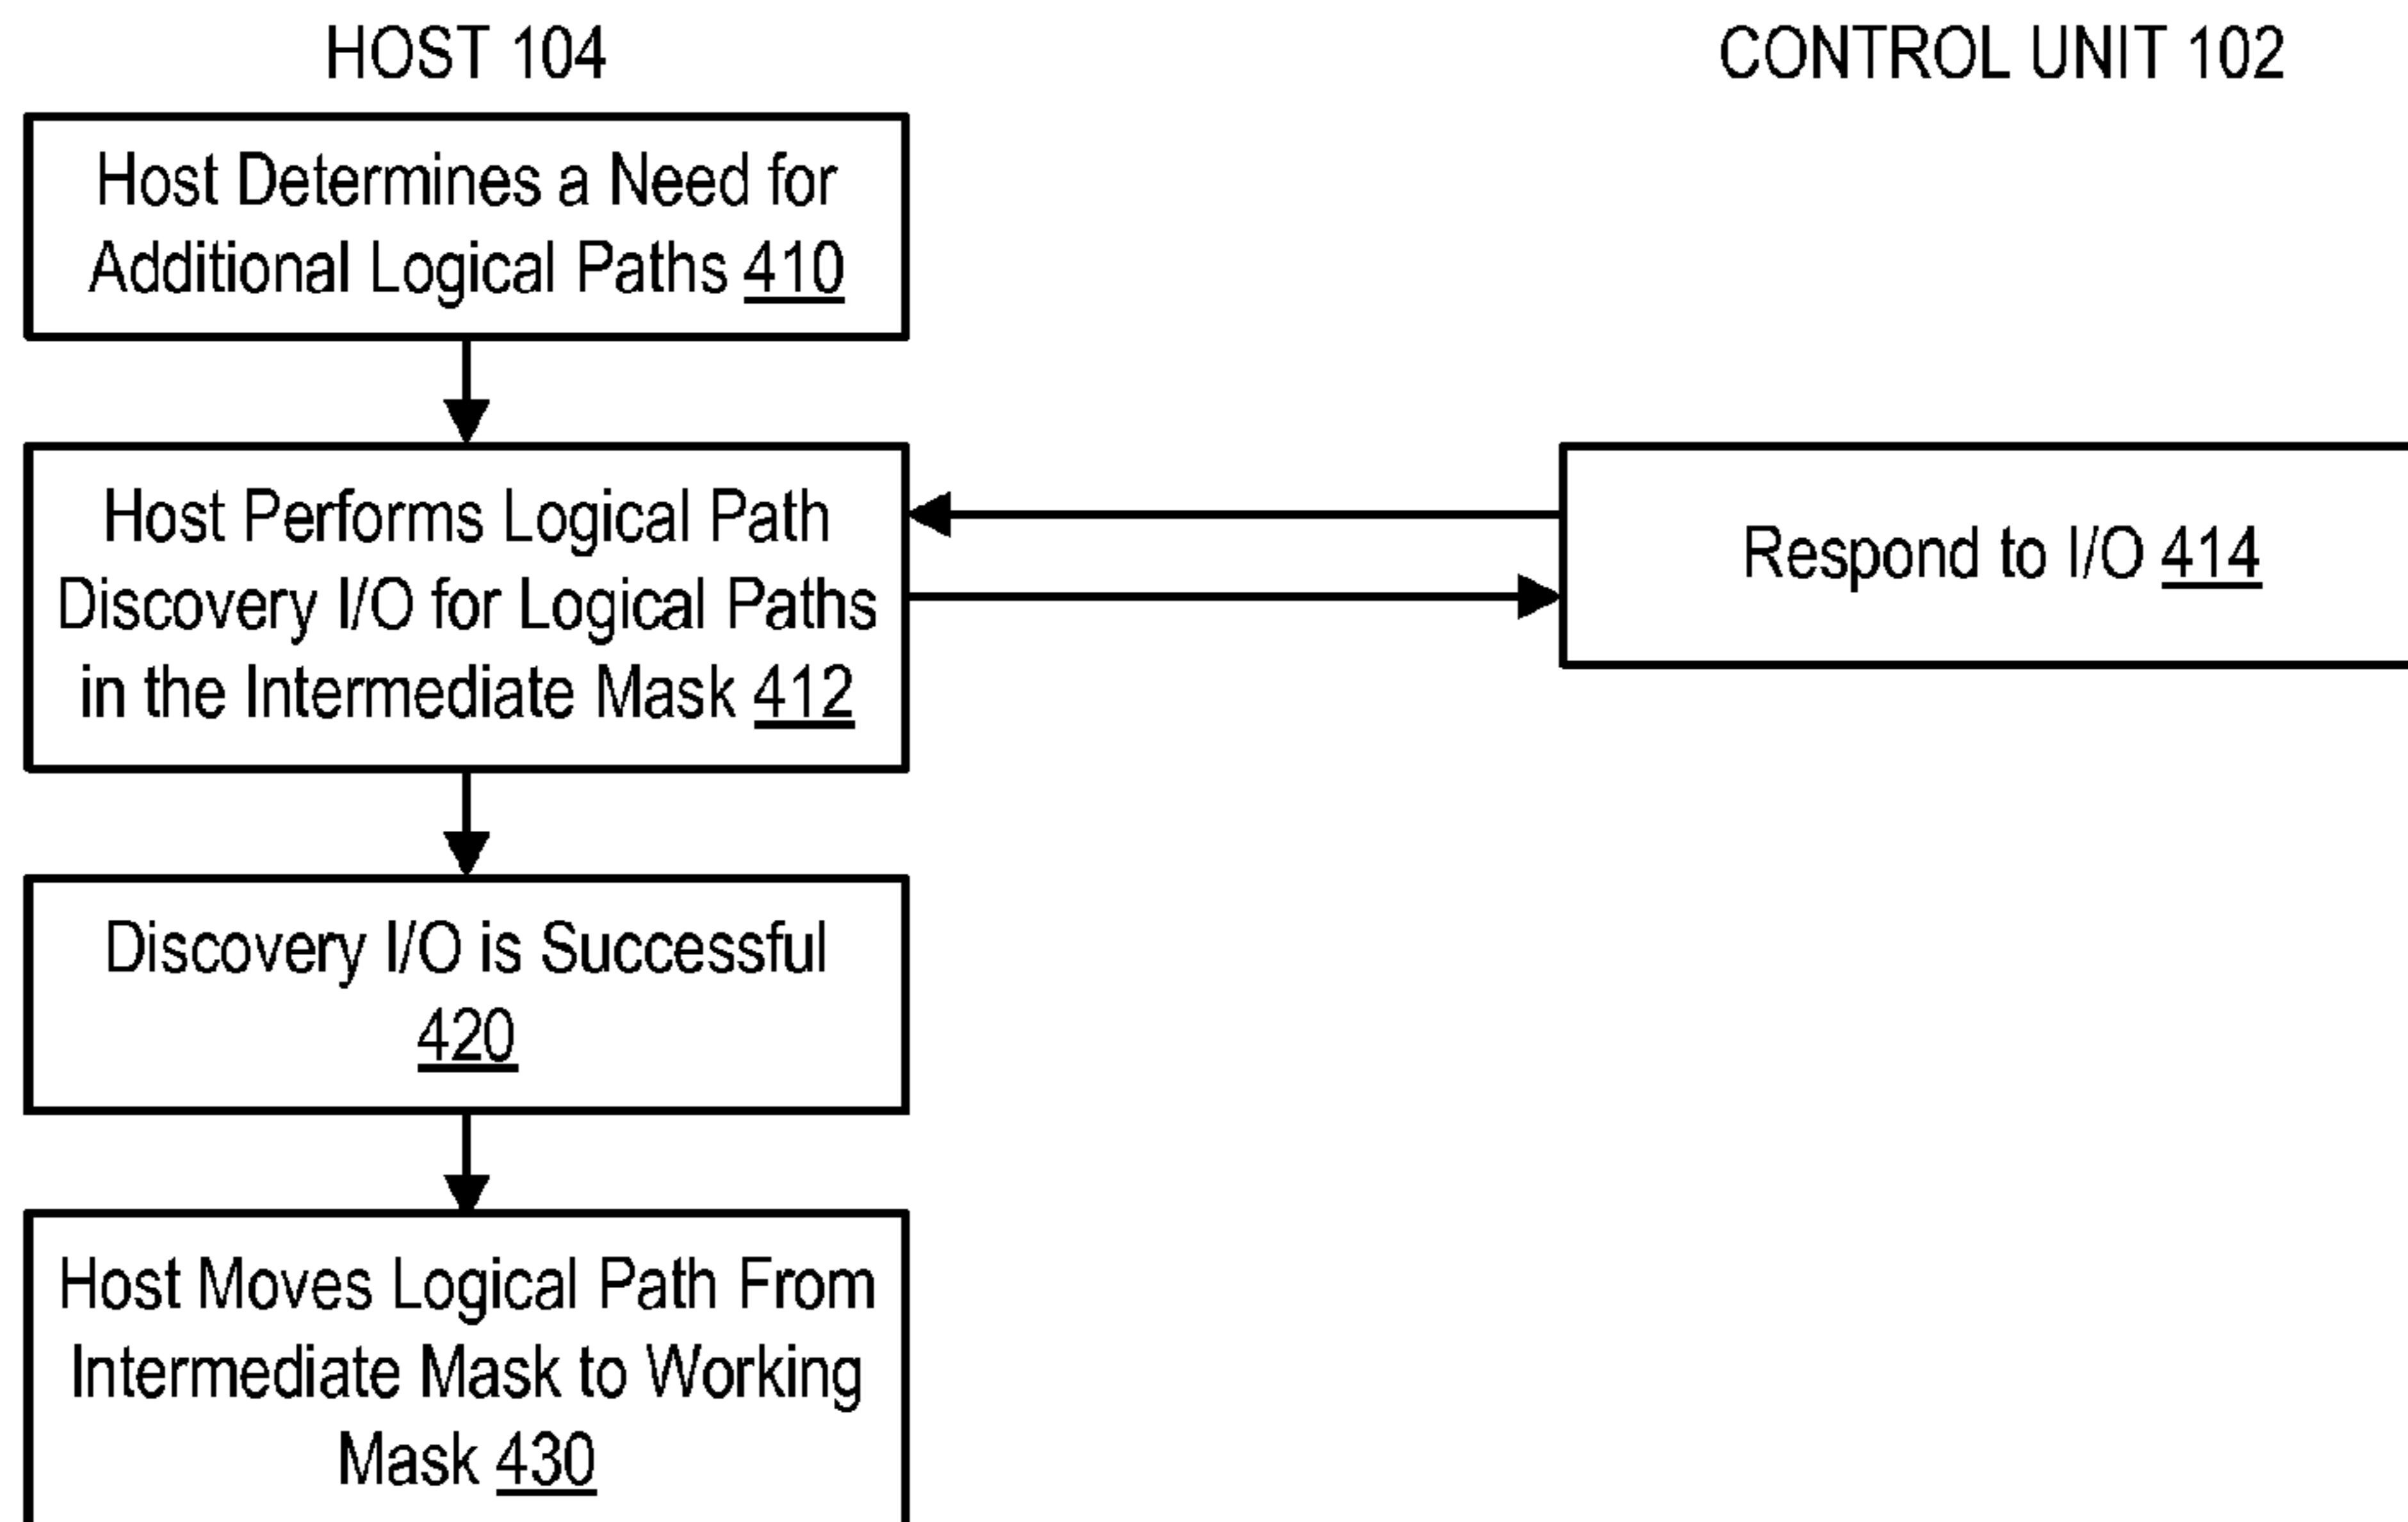 HOST 104
CONTROL UNIT 102
Host Determines a Need for
Additional Logical Paths 410
Host Performs Logical Path
Discovery I/O for Logical Paths
in the Intermediate Mask 412
Respond to I/O 414
Discovery I/O is Successful
420
Host Moves Logical Path From
Intermediate Mask to Working
Mask 430